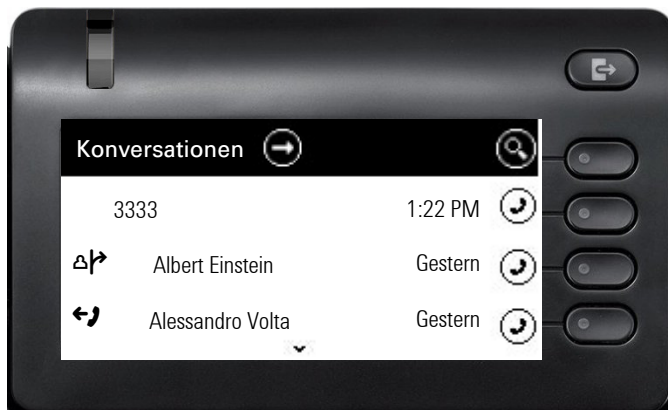 Konversationen
3333 1:22 PM
Albert Einstein Gestern
Alessandro Volta Gestern